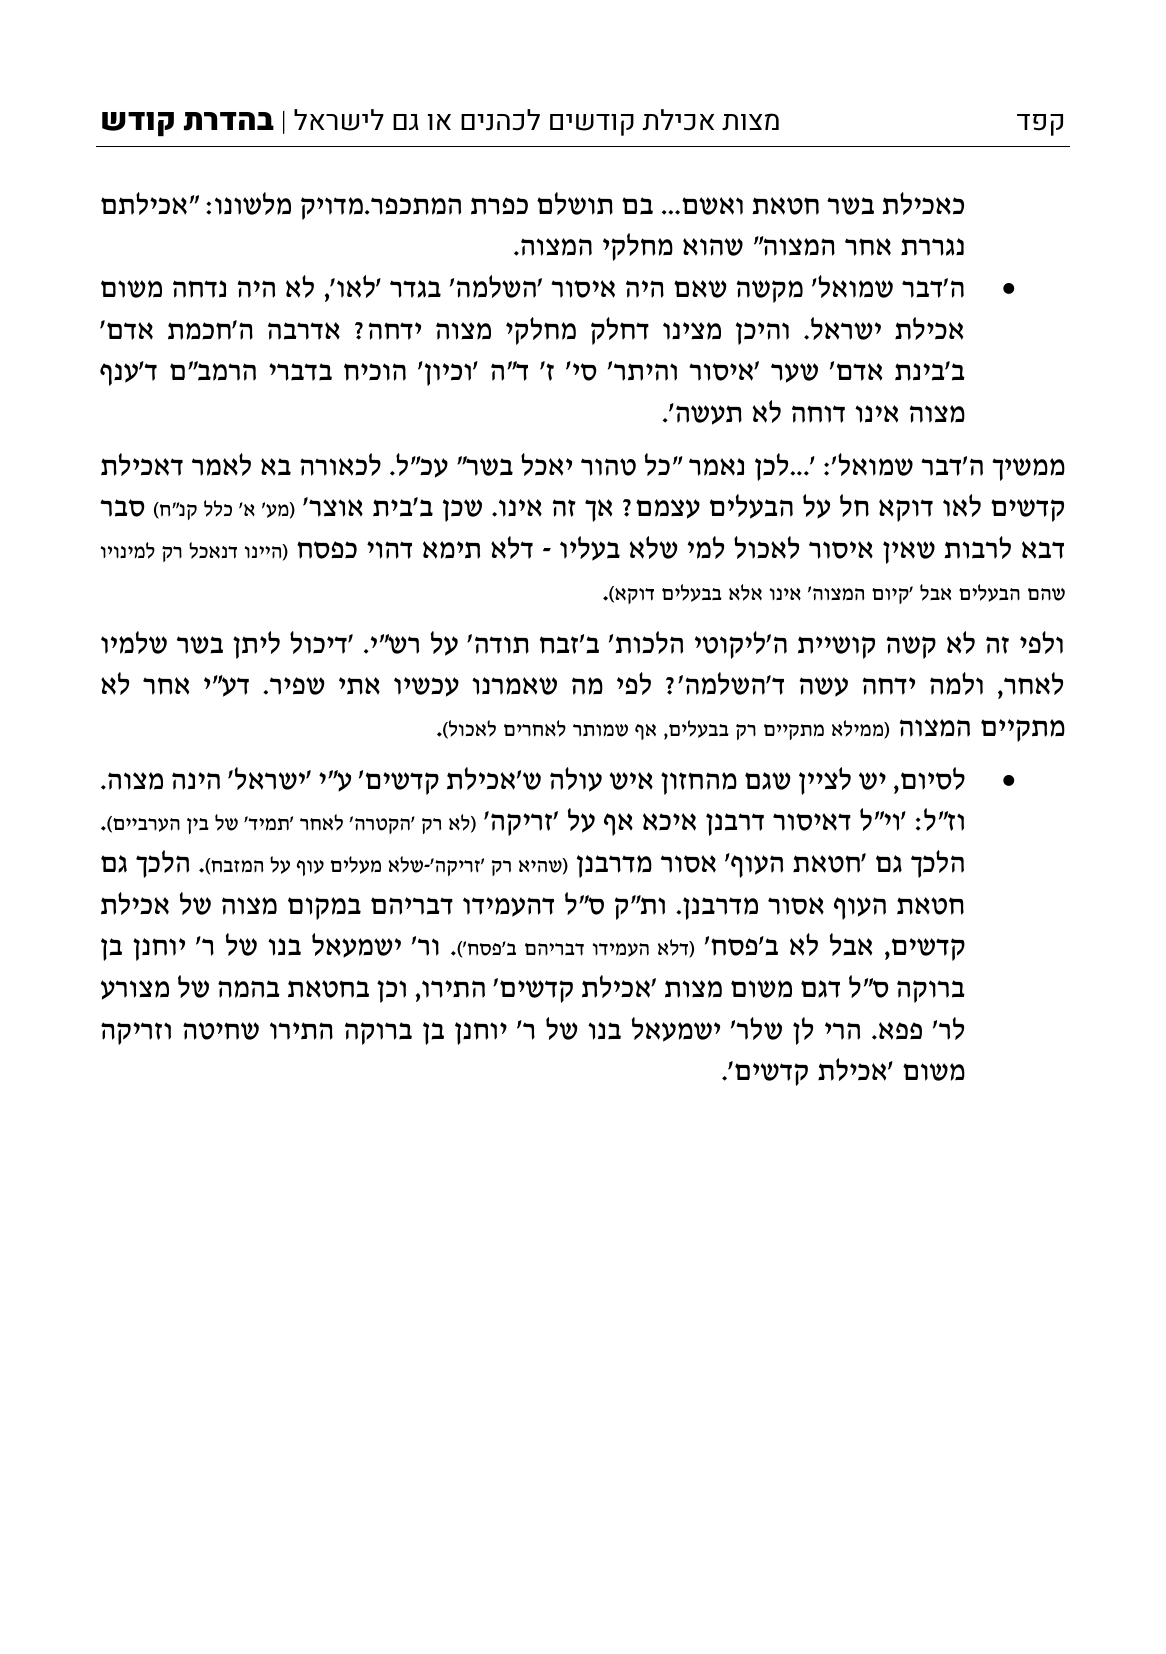 קפד מצות אכילת קודשים לכהנים או גם לישראל | בהדרת קודש
כאכילת בשר חטאת ואשם... בם תושלם כפרת המתכפר.מדויק מלשונו: "אכילתם
נגררת אחר המצוה" שהוא מחלקי המצוה.
• ה'דבר שמואל' מקשה שאם היה איסור 'השלמה' בגדר 'לאו', לא היה נדחה משום
אכילת ישראל. והיכן מצינו דחלק מחלקי מצוה ידחה? אדרבה ה'חכמת אדם'
ב'בינת אדם' שער 'איסור והיתר' סי' ז' ד"ה 'וכיון' הוכיח בדברי הרמב"ם ד'ענף
מצוה אינו דוחה לא תעשה'.
ממשיך ה'דבר שמואל': '...לכן נאמר "כל טהור יאכל בשר" עכ"ל. לכאורה בא לאמר דאכילת
קדשים לאו דוקא חל על הבעלים עצמם? אך זה אינו. שכן ב'בית אוצר' (מע' א' כלל קנ"ח) סבר
דבא לרבות שאין איסור לאכול למי שלא בעליו - דלא תימא דהוי כפסח (היינו דנאכל רק למינויו
שהם הבעלים אבל 'קיום המצוה' אינו אלא בבעלים דוקא).
ולפי זה לא קשה קושיית ה'ליקוטי הלכות' ב'זבח תודה' על רש"י. 'דיכול ליתן בשר שלמיו
לאחר, ולמה ידחה עשה ד'השלמה'? לפי מה שאמרנו עכשיו אתי שפיר. דע"י אחר לא
מתקיים המצוה (ממילא מתקיים רק בבעלים, אף שמותר לאחרים לאכול).
• לסיום, יש לציין שגם מהחזון איש עולה ש'אכילת קדשים' ע"י 'ישראל' הינה מצוה.
וז"ל: 'וי"ל דאיסור דרבנן איכא אף על 'זריקה' (לא רק 'הקטרה' לאחר 'תמיד' של בין הערביים).
הלכך גם 'חטאת העוף' אסור מדרבנן (שהיא רק 'זריקה'-שלא מעלים עוף על המזבח). הלכך גם
חטאת העוף אסור מדרבנן. ות"ק ס"ל דהעמידו דבריהם במקום מצוה של אכילת
קדשים, אבל לא ב'פסח' (דלא העמידו דבריהם ב'פסח'). ור' ישמעאל בנו של ר' יוחנן בן
ברוקה ס"ל דגם משום מצות 'אכילת קדשים' התירו, וכן בחטאת בהמה של מצורע
לר' פפא. הרי לן שלר' ישמעאל בנו של ר' יוחנן בן ברוקה התירו שחיטה וזריקה
משום 'אכילת קדשים'.